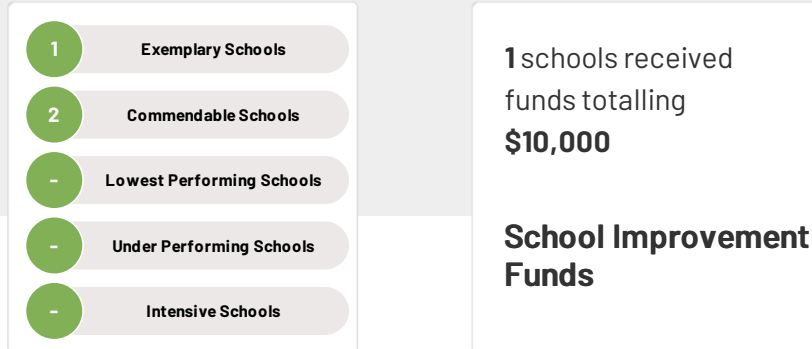 1 Exemplary Schools
2 Commendable Schools
- Lowest Performing Schools
- Under Performing Schools
- Intensive Schools
1 schools received
funds totalling
$10,000
School Improvement
Funds